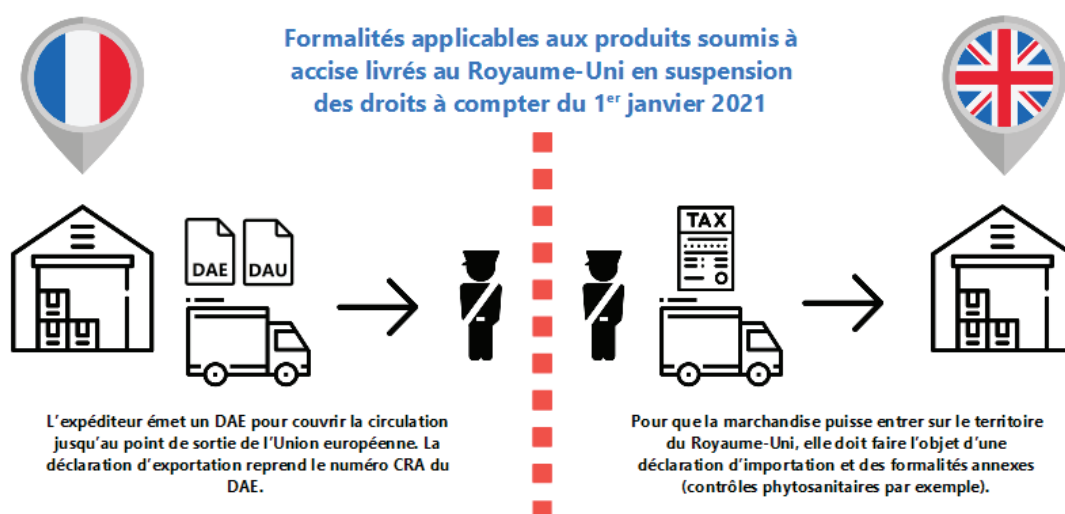 Formalités applicables aux produits soumis à
accise livrés au Royaume-Uni en suspension
des droits à compter du 1er janvier 2021
DAE
DAU
TAX
L'expéditeur émet un DAE pour couvrir la circulation
jusqu'au point de sortie de l'Union européenne. La
déclaration d'exportation reprend le numéro CRA du
DAE.
Pour que la marchandise puisse entrer sur le territoire
du Royaume-Uni, elle doit faire l'objet d'une
déclaration d'importation et des formalités annexes
(contrôles phytosanitaires par exemple).